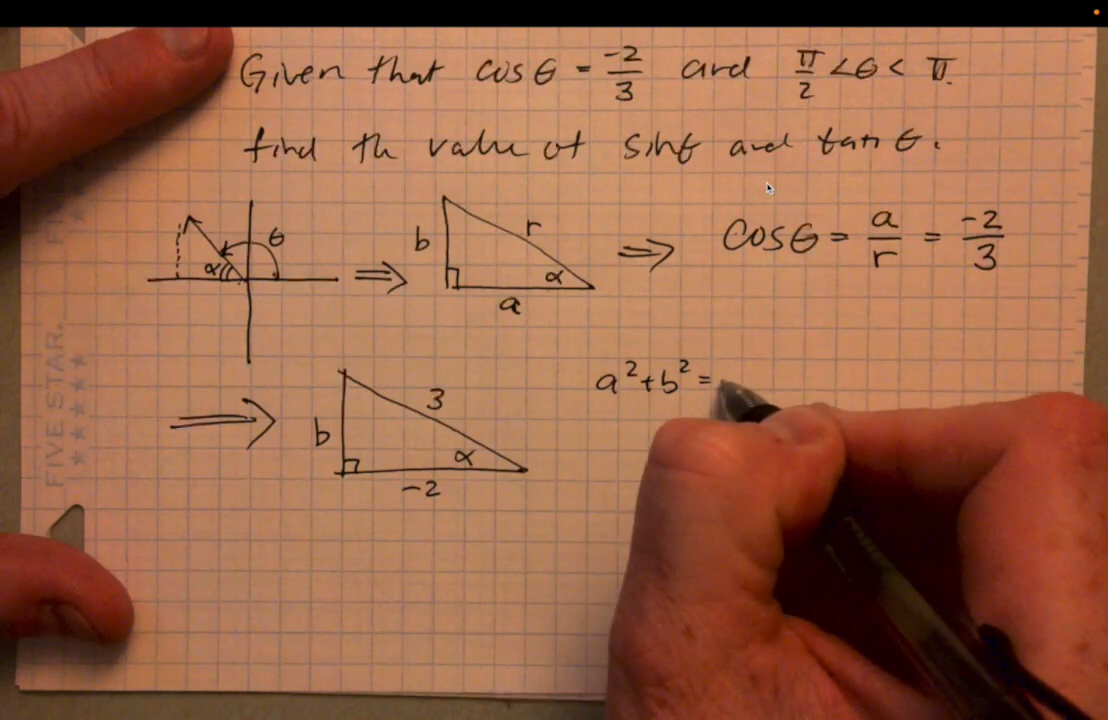 Given that cos θ = -2/3 and π/2 < θ < π.
find the value of sin θ and tan θ.
θ
α
⇒
b
r
α
a
⇒ cos θ = a/r = -2/3
⇒
b
3
α
-2
a² + b² =
FIVE STAR.